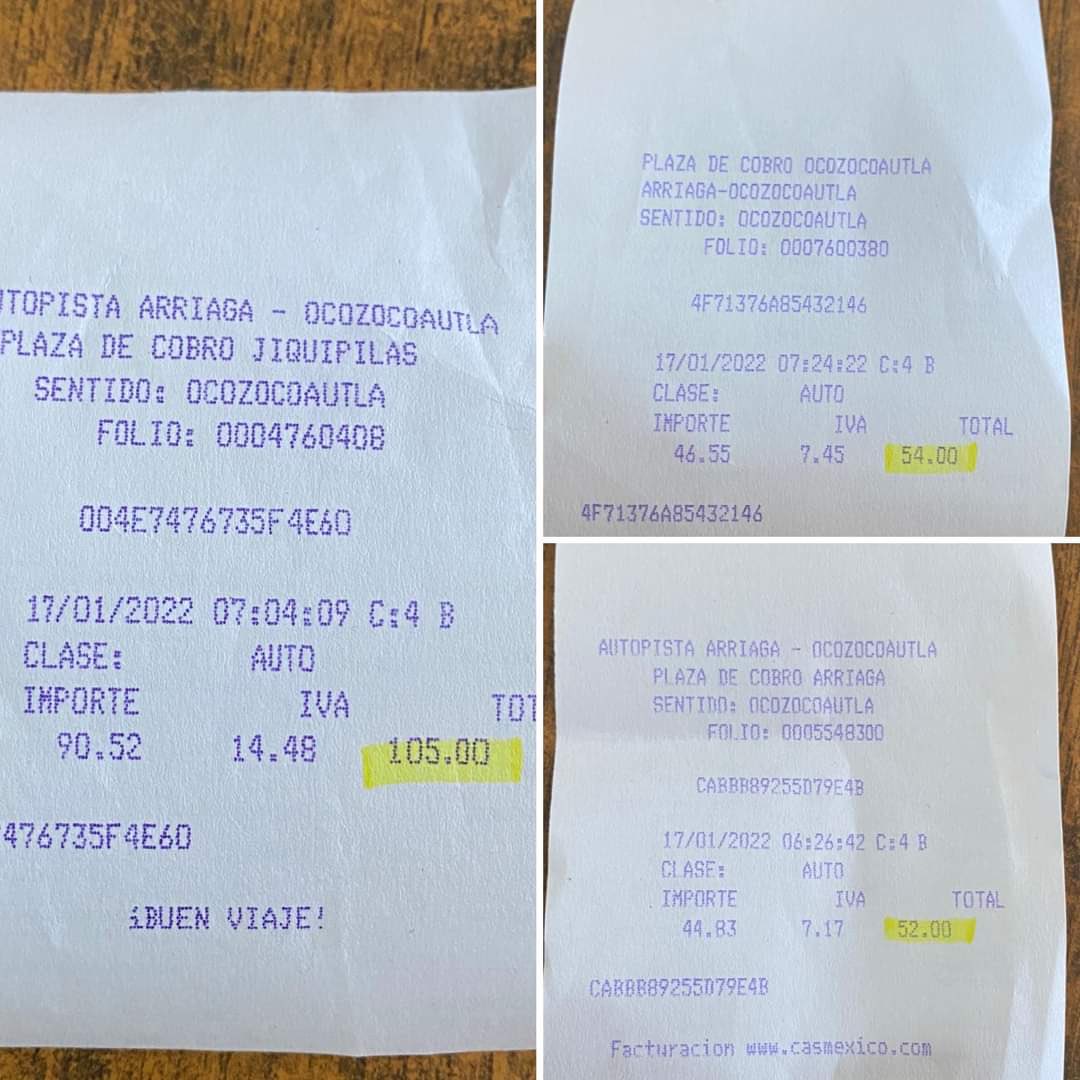 UTOPISTA ARRIAGA - OCOZOCOAUTLA
PLAZA DE COBRO JIQUIPILAS
SENTIDO: OCOZOCOAUTLA
FOLIO: 0004760408
004E7476735F4E60
17/01/2022 07:04:09 C:4 B
CLASE: AUTO
IMPORTE IVA TOT
90.52 14.48 105.00
7476735F4E60
¡BUEN VIAJE!
PLAZA DE COBRO OCOZOCOAUTLA
ARRIAGA-OCOZOCOAUTLA
SENTIDO: OCOZOCOAUTLA
FOLIO: 0007600380
4F71376A85432146
17/01/2022 07:24:22 C:4 B
CLASE: AUTO
IMPORTE IVA TOTAL
46.55 7.45 54.00
4F71376A85432146
AUTOPISTA ARRIAGA - OCOZOCOAUTLA
PLAZA DE COBRO ARRIAGA
SENTIDO: OCOZOCOAUTLA
FOLIO: 0005548300
CABBB89255D79E4B
17/01/2022 06:26:42 C:4 B
CLASE: AUTO
IMPORTE IVA TOTAL
44.83 7.17 52.00
CABBB89255D79E4B
Facturacion www.casmexico.com